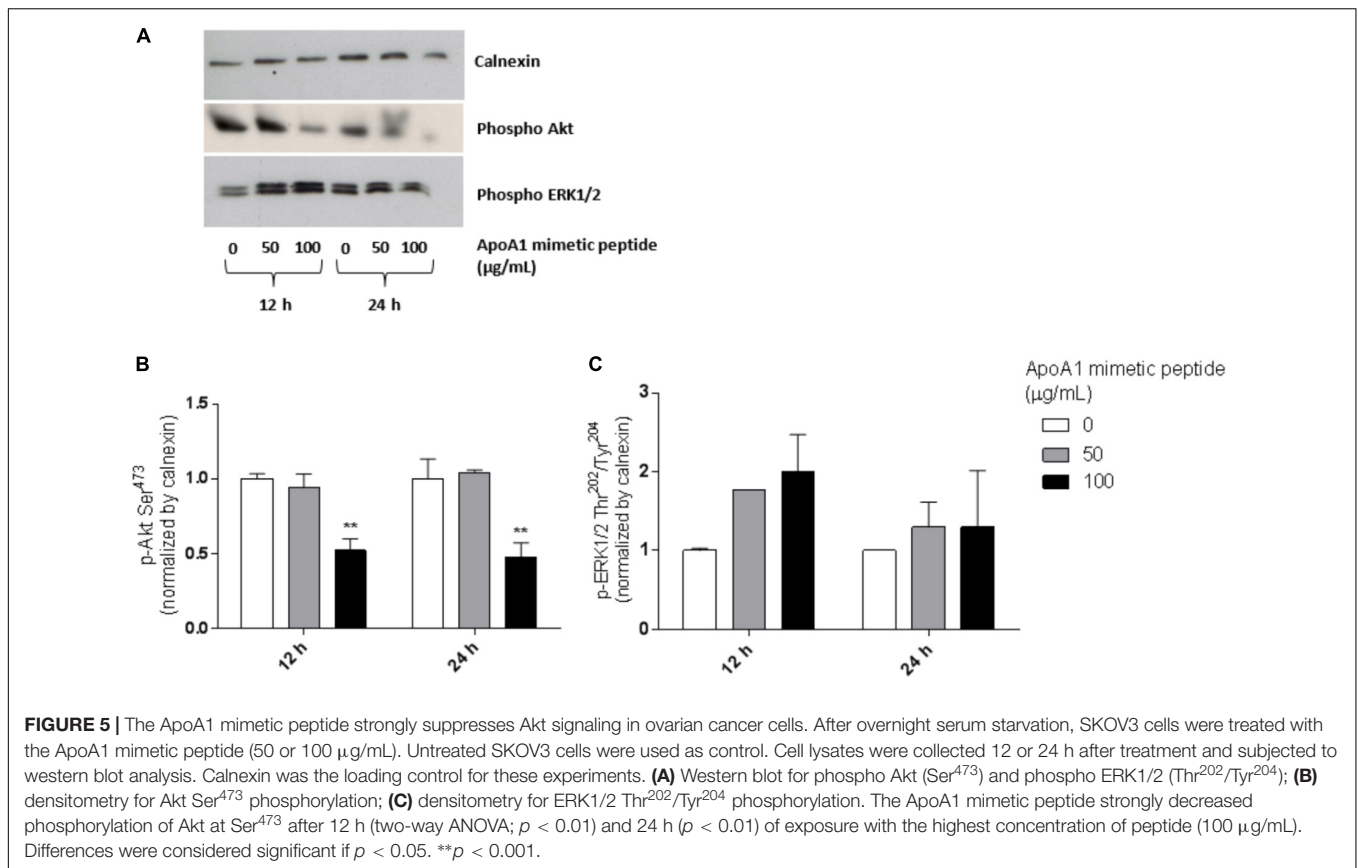 A
Calnexin
Phospho Akt
Phospho ERK1/2
0 50 100 0 50 100 ApoA1 mimetic peptide
(µg/mL)
12 h 24 h
B
p-Akt Ser473
(normalized by calnexin)
1.5
1.0
0.5
0.0
**
**
12 h
24 h
C
p-ERK1/2 Thr202/Tyr204
(normalized by calnexin)
3
2
1
0
12 h
24 h
ApoA1 mimetic peptide
(µg/mL)
0
50
100
FIGURE 5 | The ApoA1 mimetic peptide strongly suppresses Akt signaling in ovarian cancer cells. After overnight serum starvation, SKOV3 cells were treated with
the ApoA1 mimetic peptide (50 or 100 µg/mL). Untreated SKOV3 cells were used as control. Cell lysates were collected 12 or 24 h after treatment and subjected to
western blot analysis. Calnexin was the loading control for these experiments. (A) Western blot for phospho Akt (Ser473) and phospho ERK1/2 (Thr202/Tyr204); (B)
densitometry for Akt Ser473 phosphorylation; (C) densitometry for ERK1/2 Thr202/Tyr204 phosphorylation. The ApoA1 mimetic peptide strongly decreased
phosphorylation of Akt at Ser473 after 12 h (two-way ANOVA; p < 0.01) and 24 h (p < 0.01) of exposure with the highest concentration of peptide (100 µg/mL).
Differences were considered significant if p < 0.05. **p < 0.001.